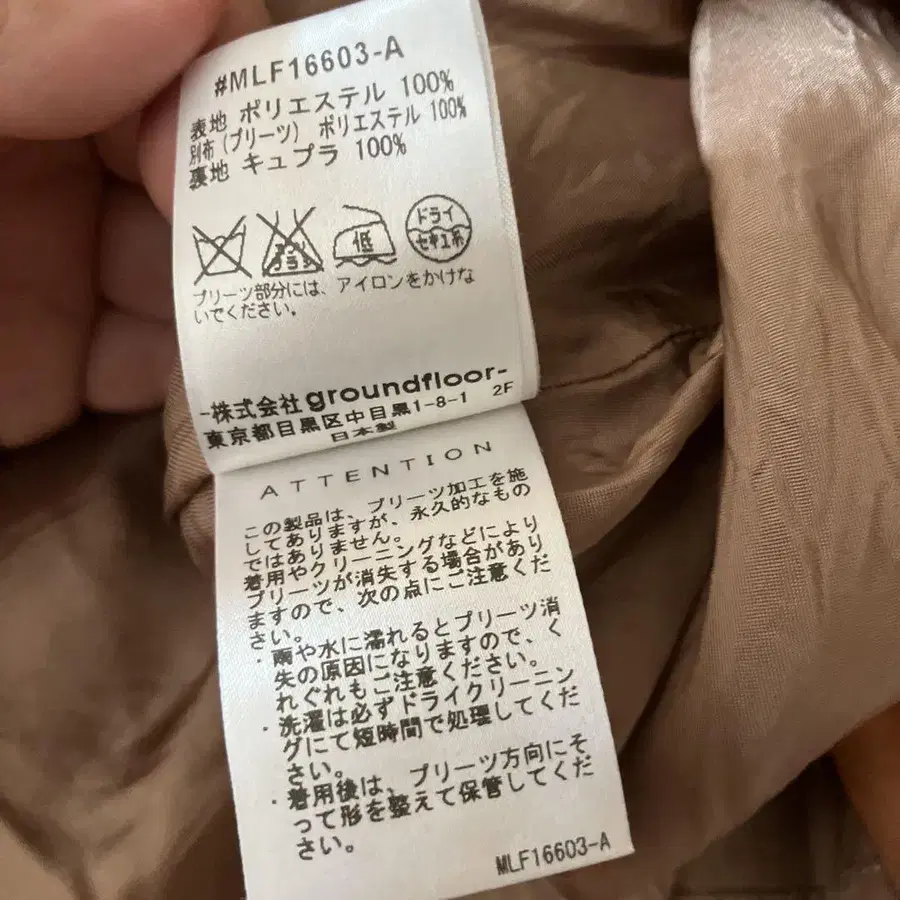 #MLF16603-A
表地 ポリエステル 100%
別布(プリーツ) ポリエステル 100%
裏地 キュプラ 100%
エンソ
サラシ
低
ドライ
セキユ系
プリーツ部分には、アイロンをかけな
いでください。
-株式会社groundfloor-
東京都目黒区中目黒1-8-1 2F
日本製
ATTENTION
この製品は、プリーツ加工を施
してありますが、永久的なもの
ではありません。
着用やクリーニングなどにより
プリーツが消失する場合があり
ますので、次の点にご注意くだ
さい。
・雨や水に濡れるとプリーツ消
失の原因になりますので、く
れぐれもご注意ください。
・洗濯は必ずドライクリーニン
グにて短時間で処理してくだ
さい。
・着用後は、プリーツ方向にそ
って形を整えて保管してくだ
さい。
MLF16603-A